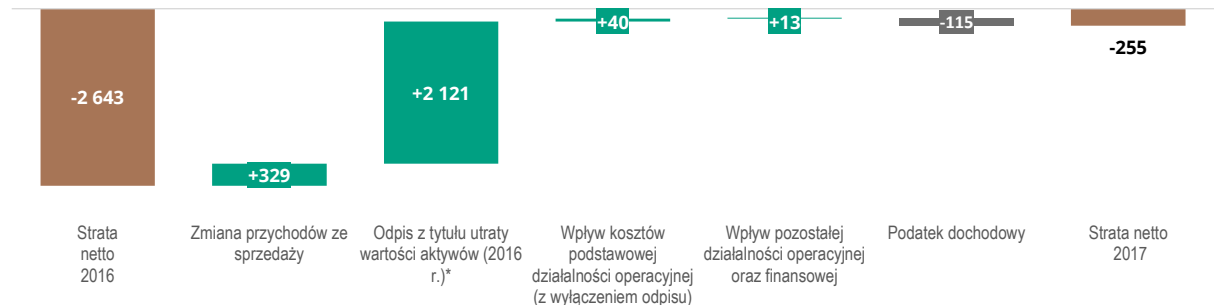 -2 643
+329
+2 121
+40
+13
-115
-255
Strata
netto
2016
Zmiana przychodów ze
sprzedaży
Odpis z tytułu utraty
wartości aktywów (2016
r.)*
Wpływ kosztów
podstawowej
działalności operacyjnej
(z wyłączeniem odpisu)
Wpływ pozostałej
działalności operacyjnej
oraz finansowej
Podatek dochodowy
Strata netto
2017